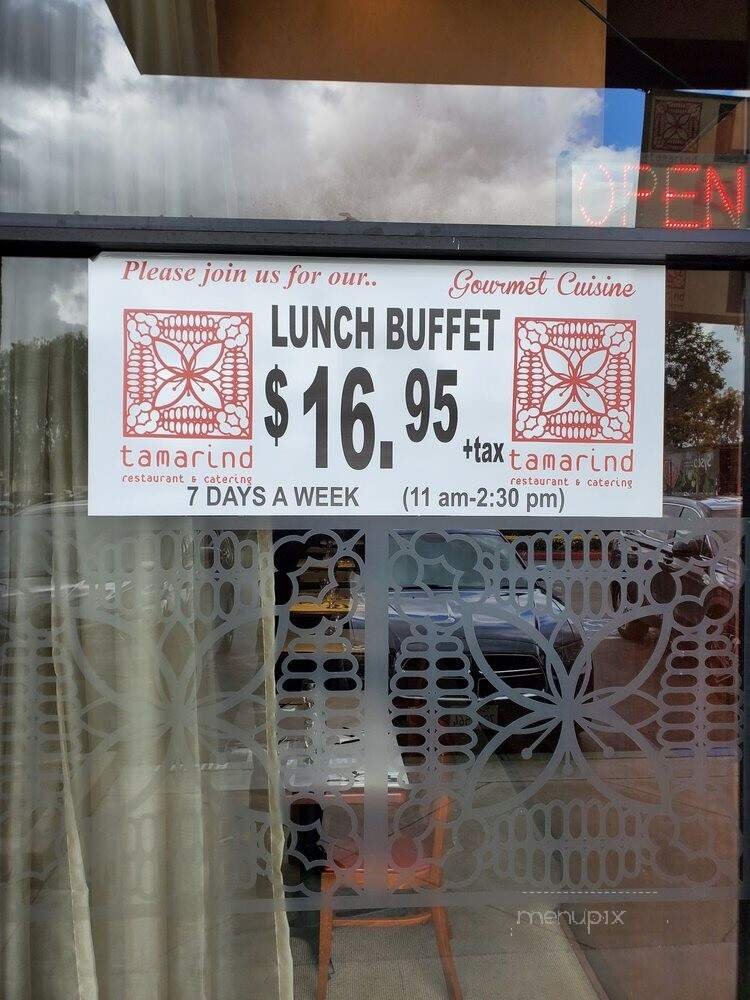 OPEN
Please join us for our..
Gourmet Cuisine
LUNCH BUFFET
$16.95 +tax
tamarind
restaurant & catering
tamarind
restaurant & catering
7 DAYS A WEEK (11 am-2:30 pm)
menupix